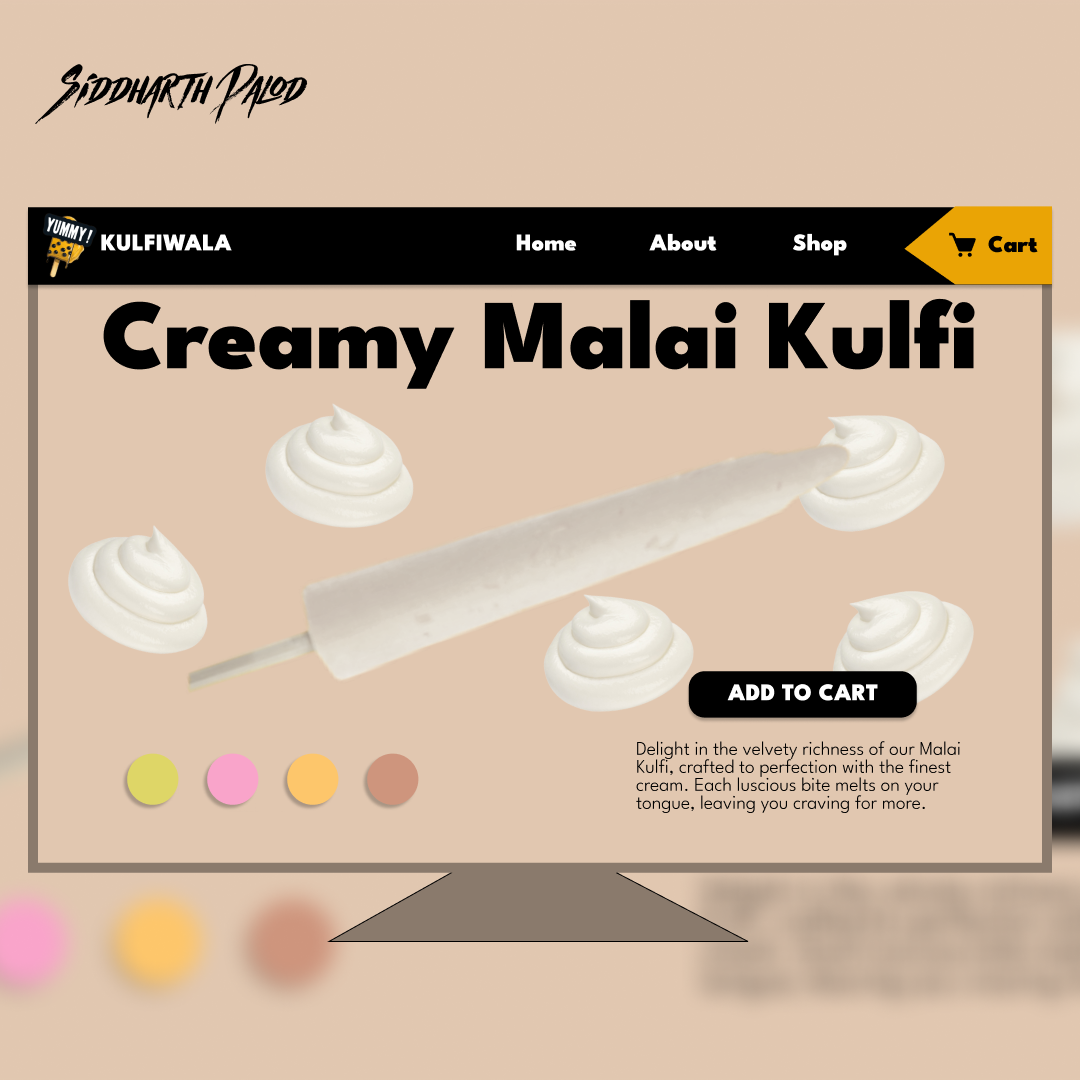 SIDDHARTH PALOD
YUMMY!
KULFIWALA
Home
About
Shop
Cart
Creamy Malai Kulfi
ADD TO CART
Delight in the velvety richness of our Malai
Kulfi, crafted to perfection with the finest
cream. Each luscious bite melts on your
tongue, leaving you craving for more.